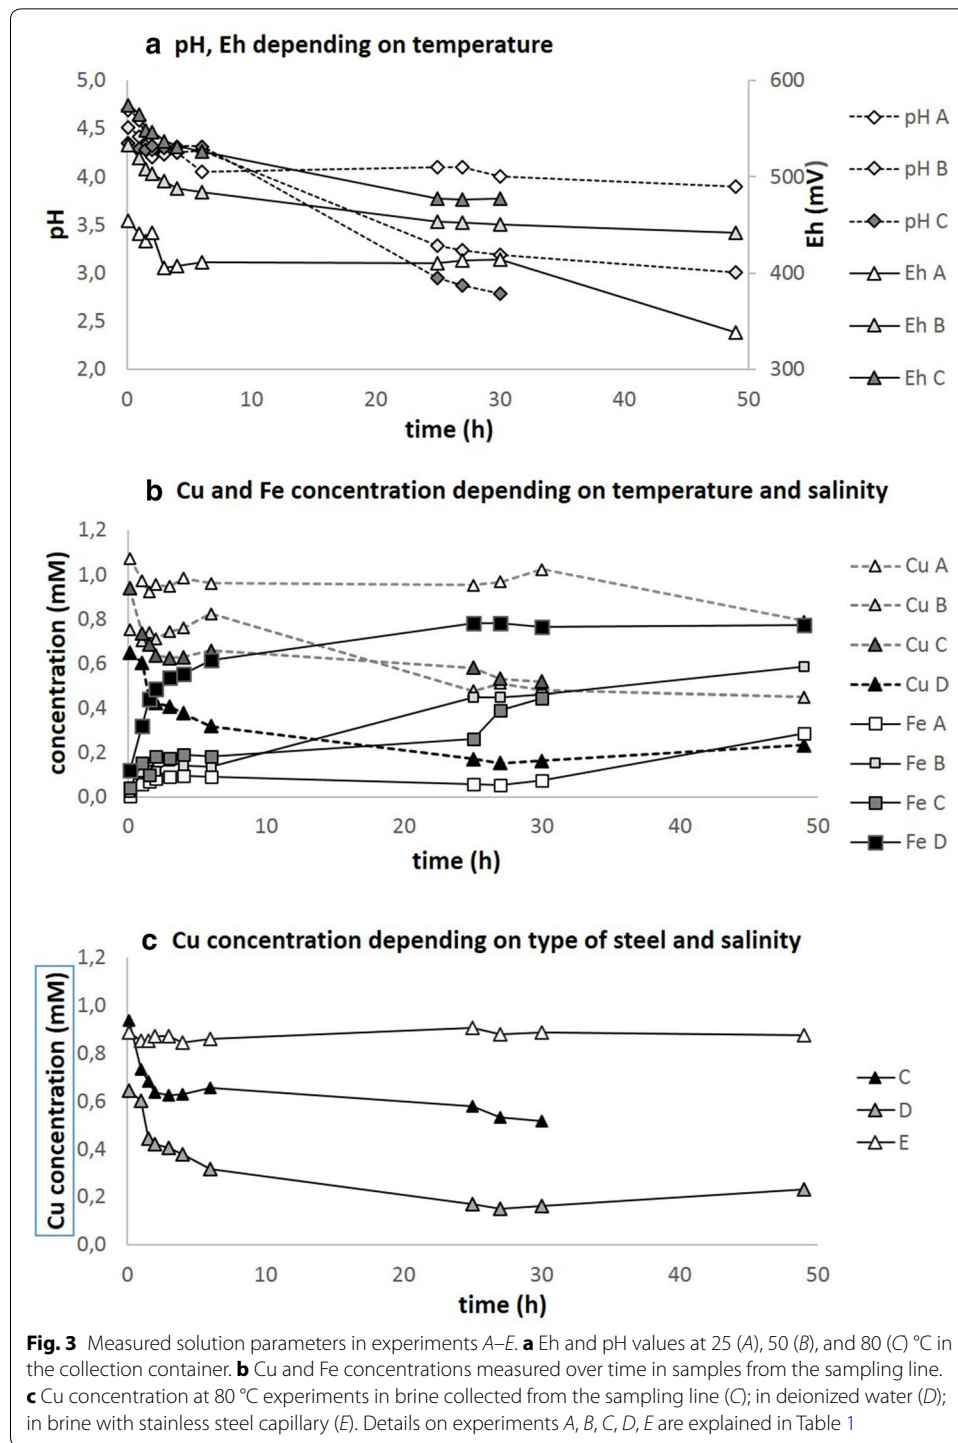 a pH, Eh depending on temperature
5,0
4,5
4,0
3,5
3,0
2,5
2,0
pH
600
500
400
300
Eh (mV)
0 10 20 30 40 50
time (h)
pH A
pH B
pH C
Eh A
Eh B
Eh C
b Cu and Fe concentration depending on temperature and salinity
1,2
1,0
0,8
0,6
0,4
0,2
0,0
concentration (mM)
0 10 20 30 40 50
time (h)
Cu A
Cu B
Cu C
Cu D
Fe A
Fe B
Fe C
Fe D
c Cu concentration depending on type of steel and salinity
1,2
1,0
0,8
0,6
0,4
0,2
0,0
Cu concentration (mM)
0 10 20 30 40 50
time (h)
C
D
E
Fig. 3 Measured solution parameters in experiments A–E. a Eh and pH values at 25 (A), 50 (B), and 80 (C) °C in
the collection container. b Cu and Fe concentrations measured over time in samples from the sampling line.
c Cu concentration at 80 °C experiments in brine collected from the sampling line (C); in deionized water (D);
in brine with stainless steel capillary (E). Details on experiments A, B, C, D, E are explained in Table 1